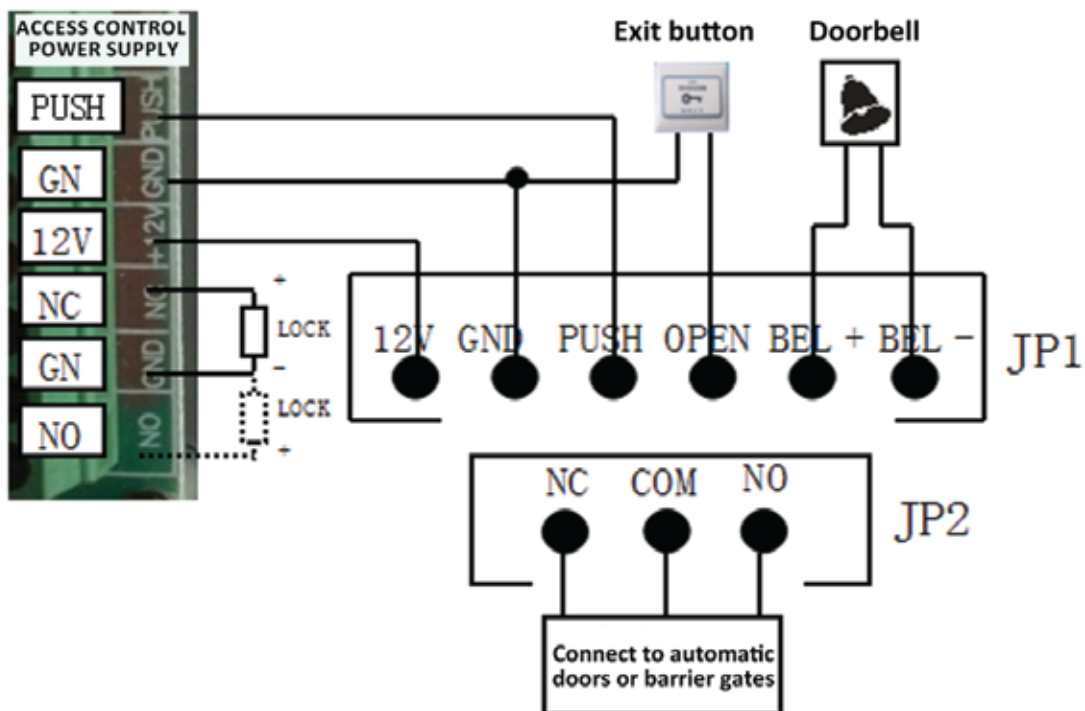 ACCESS CONTROL
POWER SUPPLY
Exit button
Doorbell
PUSH
PUSH
GN
GND
12V
+12V
NC
NC
GN
GND
NO
NO
+
LOCK
-
LOCK
+
12V GND PUSH OPEN BEL + BEL -
JP1
NC COM NO
JP2
Connect to automatic
doors or barrier gates